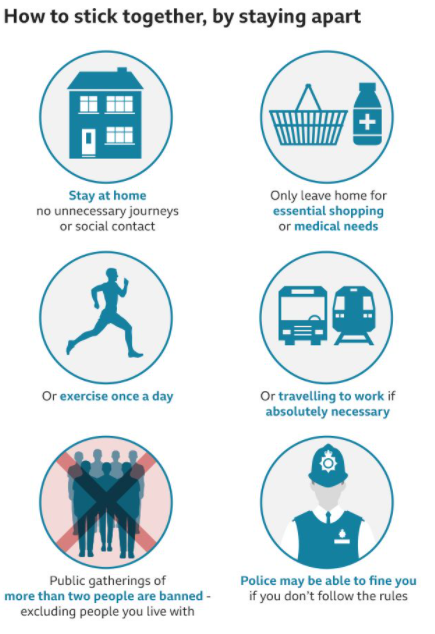 How to stick together, by staying apart
Stay at home
no unnecessary journeys
or social contact
Only leave home for
essential shopping
or medical needs
Or exercise once a day
Or travelling to work if
absolutely necessary
Public gatherings of
more than two people are banned -
excluding people you live with
Police may be able to fine you
if you don't follow the rules